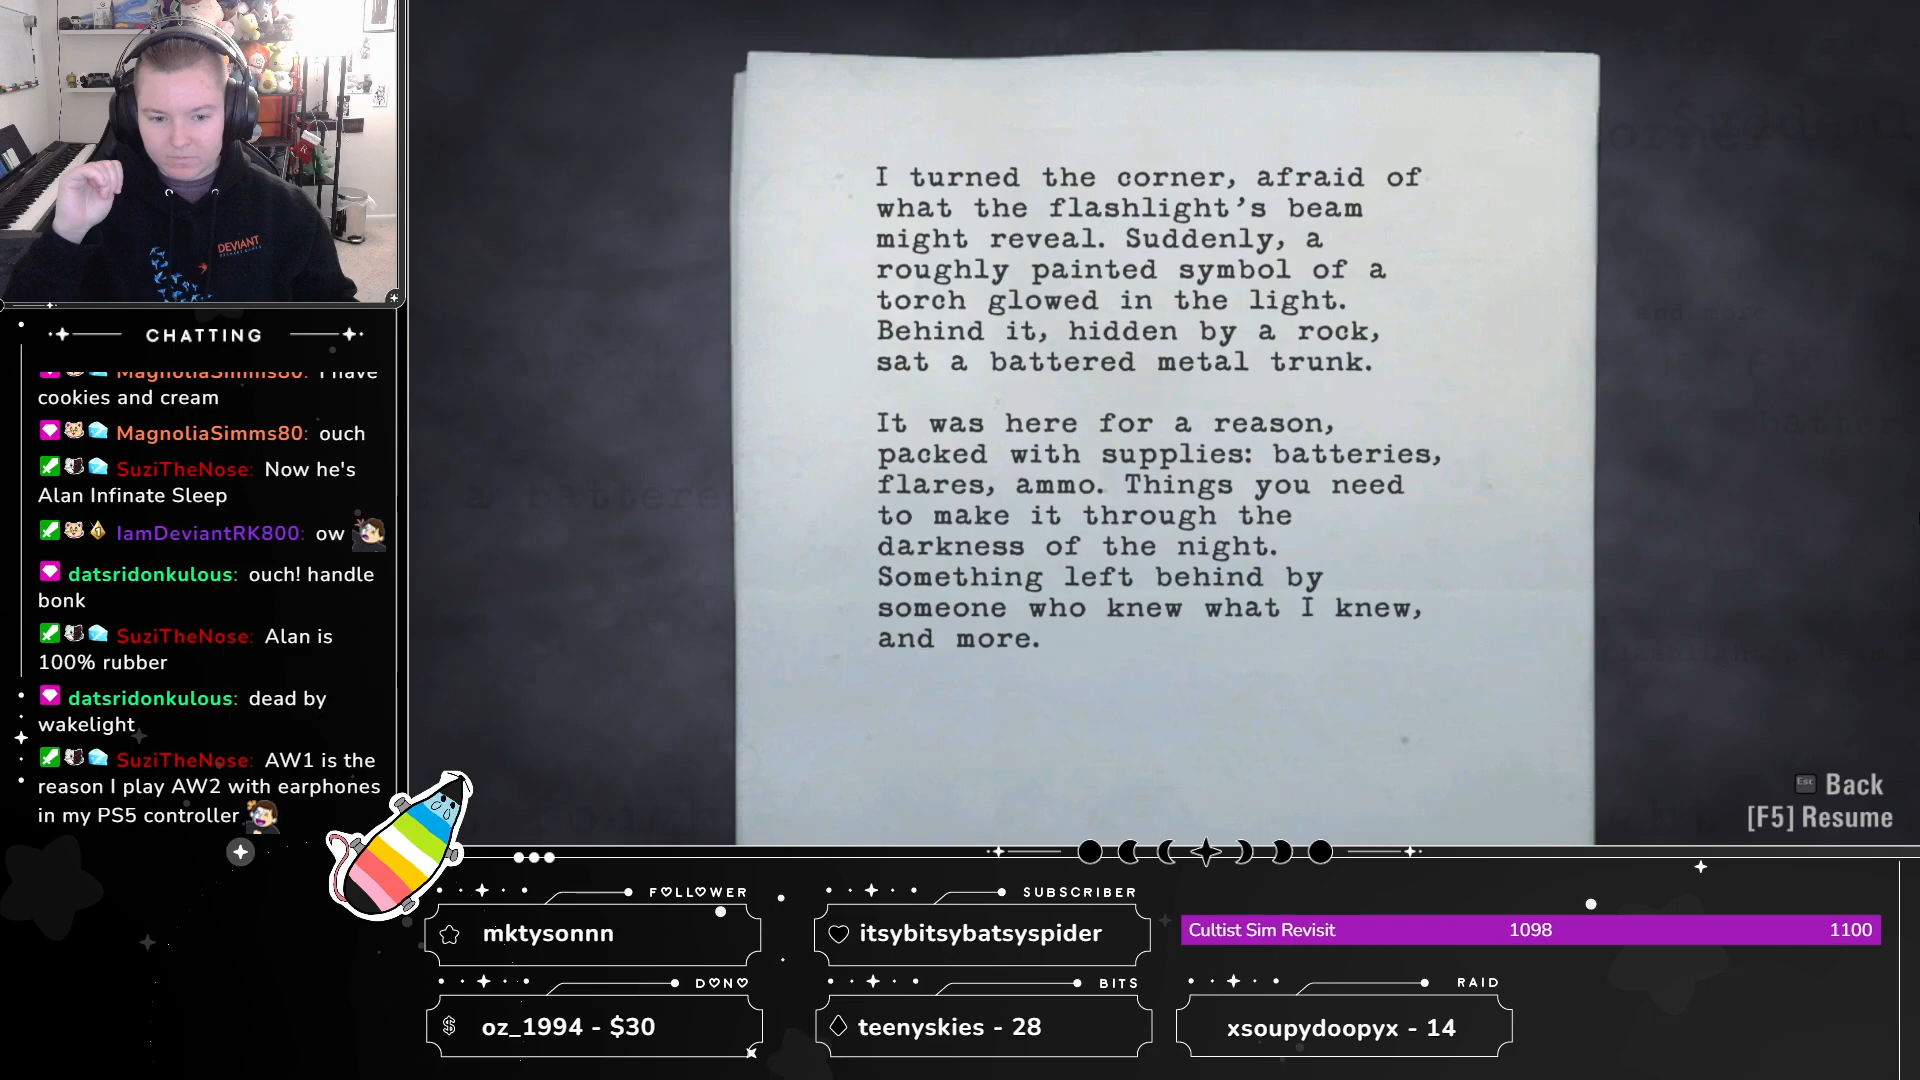 DEVIANT
CHATTING
MagnoliaSimms80: I have
cookies and cream
MagnoliaSimms80: ouch
SuziTheNose: Now he's
Alan Infinate Sleep
IamDeviantRK800: ow
datsridonkulous: ouch! handle
bonk
SuziTheNose: Alan is
100% rubber
datsridonkulous: dead by
wakelight
SuziTheNose: AW1 is the
reason I play AW2 with earphones
in my PS5 controller
I turned the corner, afraid of
what the flashlight's beam
might reveal. Suddenly, a
roughly painted symbol of a
torch glowed in the light.
Behind it, hidden by a rock,
sat a battered metal trunk.
It was here for a reason,
packed with supplies: batteries,
flares, ammo. Things you need
to make it through the
darkness of the night.
Something left behind by
someone who knew what I knew,
and more.
Esc Back
[F5] Resume
FOLLOWER
mktysonnn
SUBSCRIBER
itsybitsybatsyspider
Cultist Sim Revisit 1098 1100
DONO
oz_1994 - $30
BITS
teenyskies - 28
RAID
xsoupydoopyx - 14